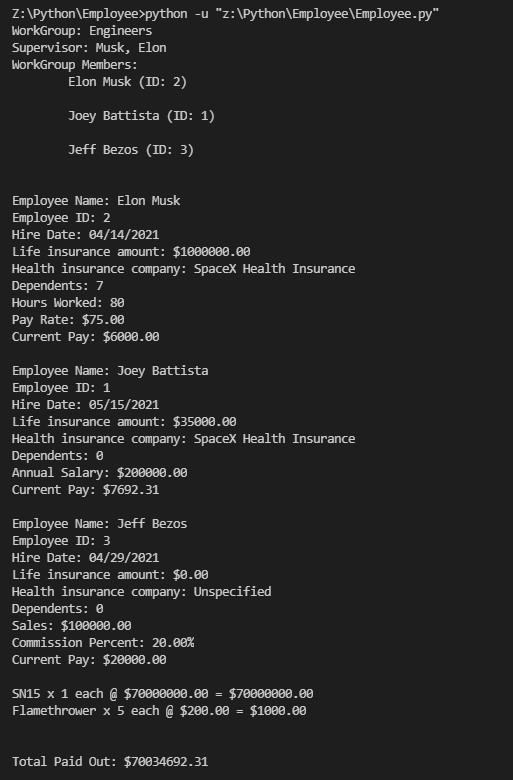 Z:\Python\Employee>python -u "z:\Python\Employee\Employee.py"
WorkGroup: Engineers
Supervisor: Musk, Elon
WorkGroup Members:
Elon Musk (ID: 2)
Joey Battista (ID: 1)
Jeff Bezos (ID: 3)
Employee Name: Elon Musk
Employee ID: 2
Hire Date: 04/14/2021
Life insurance amount: $1000000.00
Health insurance company: SpaceX Health Insurance
Dependents: 7
Hours Worked: 80
Pay Rate: $75.00
Current Pay: $6000.00
Employee Name: Joey Battista
Employee ID: 1
Hire Date: 05/15/2021
Life insurance amount: $35000.00
Health insurance company: SpaceX Health Insurance
Dependents: 0
Annual Salary: $200000.00
Current Pay: $7692.31
Employee Name: Jeff Bezos
Employee ID: 3
Hire Date: 04/29/2021
Life insurance amount: $0.00
Health insurance company: Unspecified
Dependents: 0
Sales: $100000.00
Commission Percent: 20.00%
Current Pay: $20000.00
SN15 x 1 each @ $70000000.00 = $70000000.00
Flamethrower x 5 each @ $200.00 = $1000.00
Total Paid Out: $70034692.31